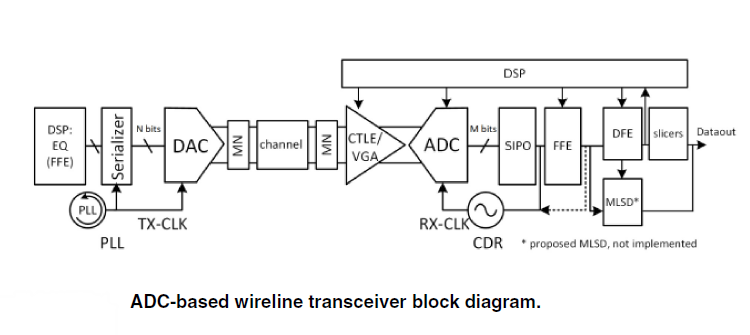 DSP
DSP:
EQ
(FFE)
Serializer
N bits
DAC
MN
channel
MN
CTLE/
VGA
ADC
M bits
SIPO
FFE
DFE
slicers
Dataout
MLSD*
PLL
TX-CLK
PLL
RX-CLK
CDR
* proposed MLSD, not implemented
ADC-based wireline transceiver block diagram.